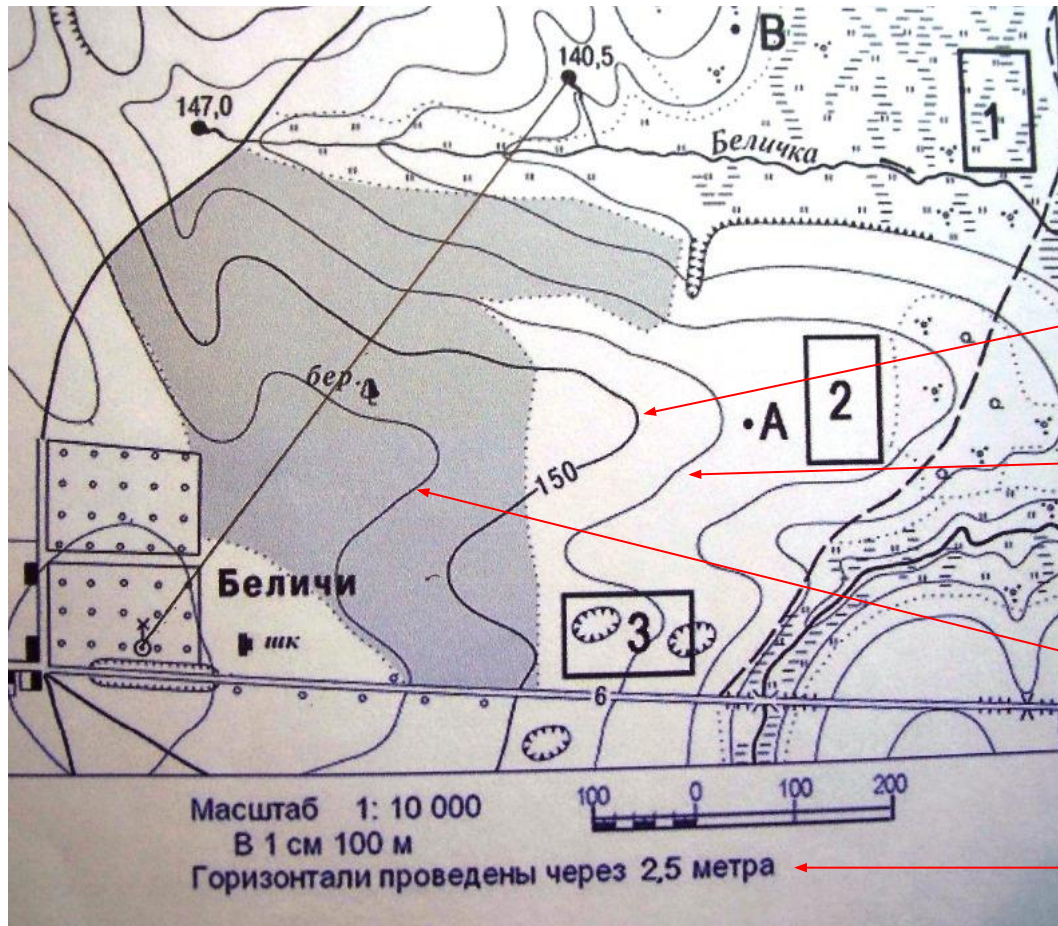 В
140,5
147,0
1
Беличка
бер.
2
А
150
Беличи
шк
3
6
Масштаб 1: 10 000
100 0 100 200
В 1 см 100 м
Горизонтали проведены через 2,5 метра